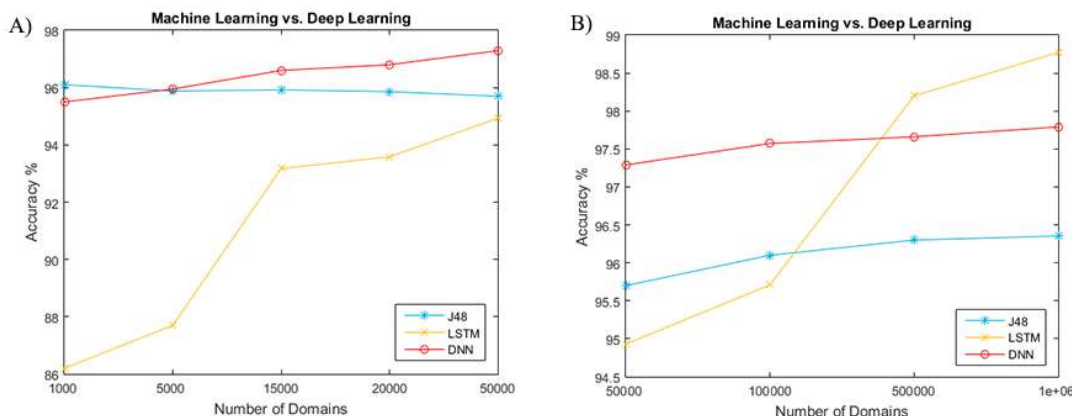 A)
Machine Learning vs. Deep Learning
98
96
94
92
90
88
86
Accuracy %
1000 5000 15000 20000 50000
Number of Domains
J48
LSTM
DNN
B)
Machine Learning vs. Deep Learning
99
98.5
98
97.5
97
96.5
96
95.5
95
94.5
Accuracy %
50000 100000 500000 1e+06
Number of Domains
J48
LSTM
DNN